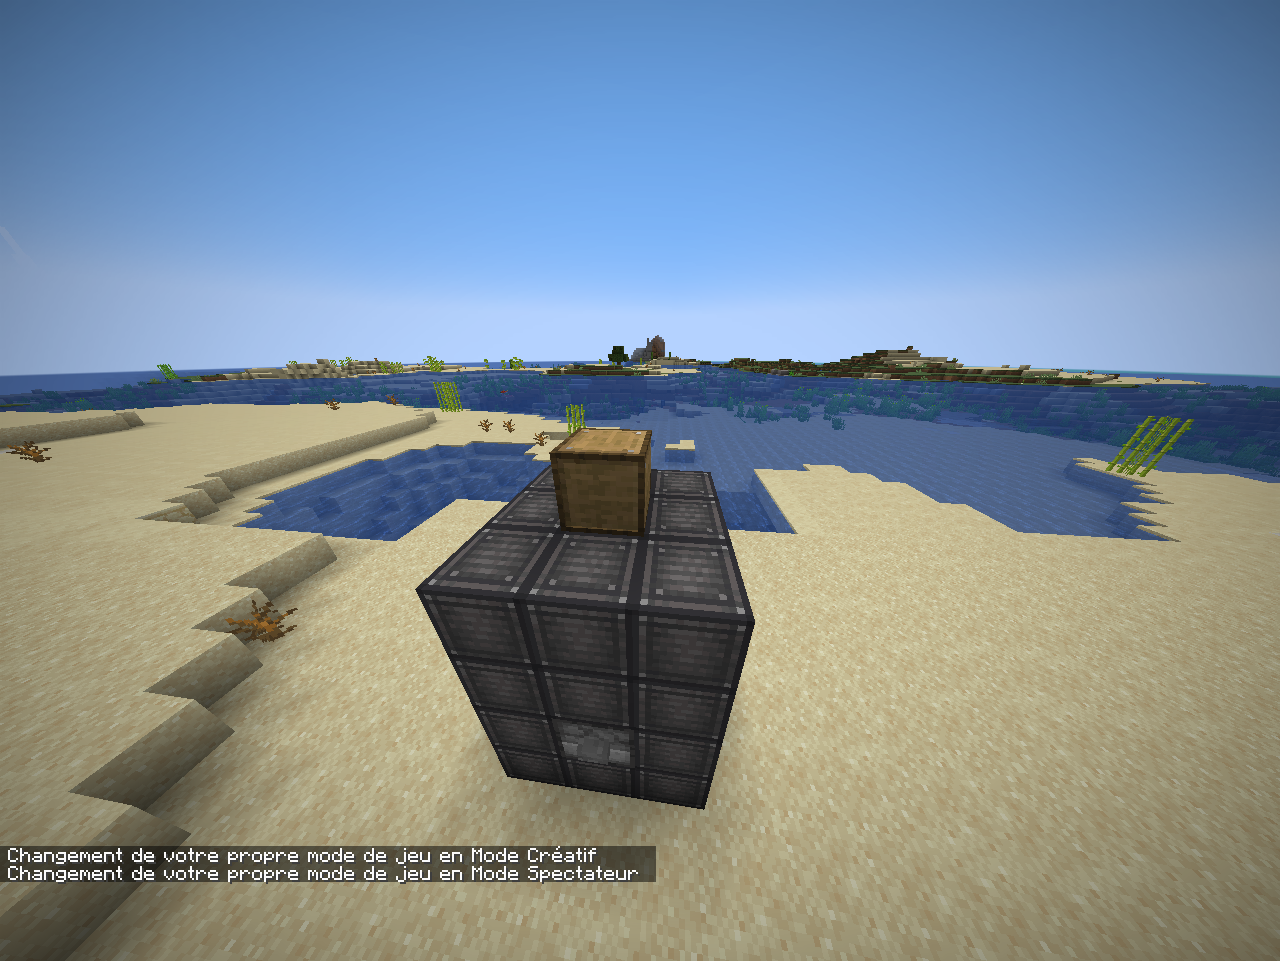 Changement de votre propre mode de jeu en Mode Créatif
Changement de votre propre mode de jeu en Mode Spectateur